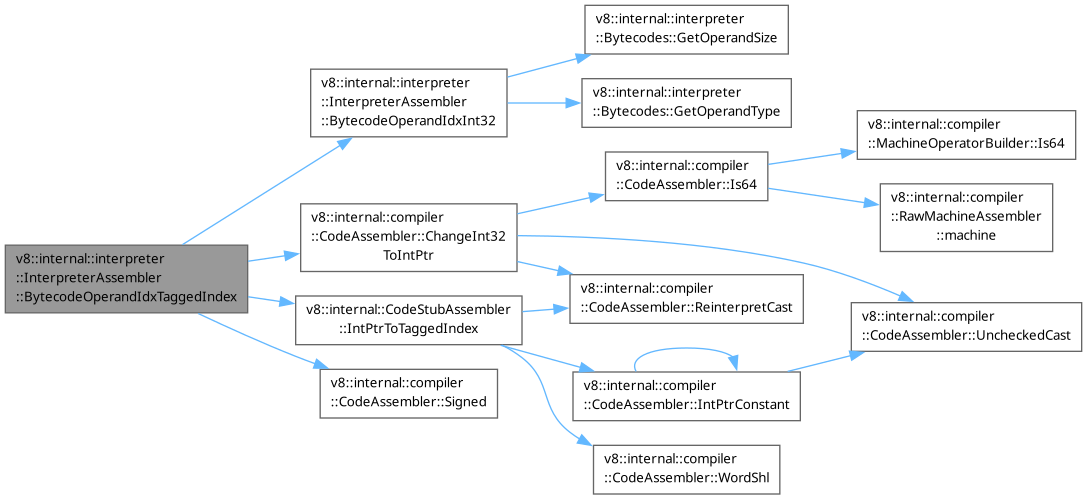 v8::internal::interpreter
::InterpreterAssembler
::BytecodeOperandIdxTaggedIndex
v8::internal::interpreter
::InterpreterAssembler
::BytecodeOperandIdxInt32
v8::internal::interpreter
::Bytecodes::GetOperandSize
v8::internal::interpreter
::Bytecodes::GetOperandType
v8::internal::compiler
::CodeAssembler::ChangeInt32
ToIntPtr
v8::internal::compiler
::CodeAssembler::Is64
v8::internal::compiler
::MachineOperatorBuilder::Is64
v8::internal::compiler
::RawMachineAssembler
::machine
v8::internal::compiler
::CodeAssembler::ReinterpretCast
v8::internal::compiler
::CodeAssembler::UncheckedCast
v8::internal::CodeStubAssembler
::IntPtrToTaggedIndex
v8::internal::compiler
::CodeAssembler::IntPtrConstant
v8::internal::compiler
::CodeAssembler::WordShl
v8::internal::compiler
::CodeAssembler::Signed